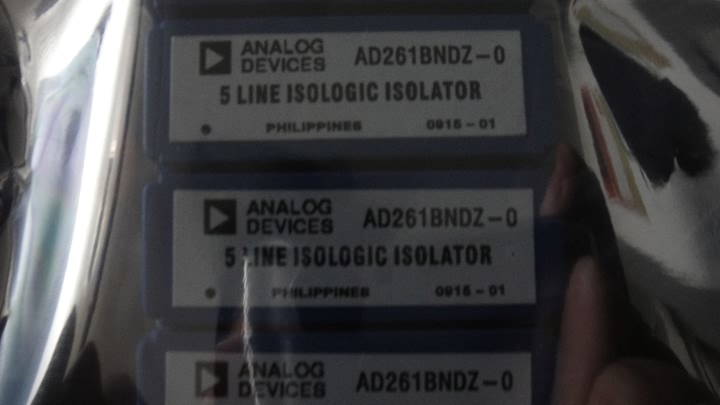 ANALOG DEVICES AD261BNDZ-0
5 LINE ISOLOGIC ISOLATOR
PHILIPPINES 0915-01
ANALOG DEVICES AD261BNDZ-0
5 LINE ISOLOGIC ISOLATOR
PHILIPPINES 0915-01
ANALOG DEVICES AD261BNDZ-0